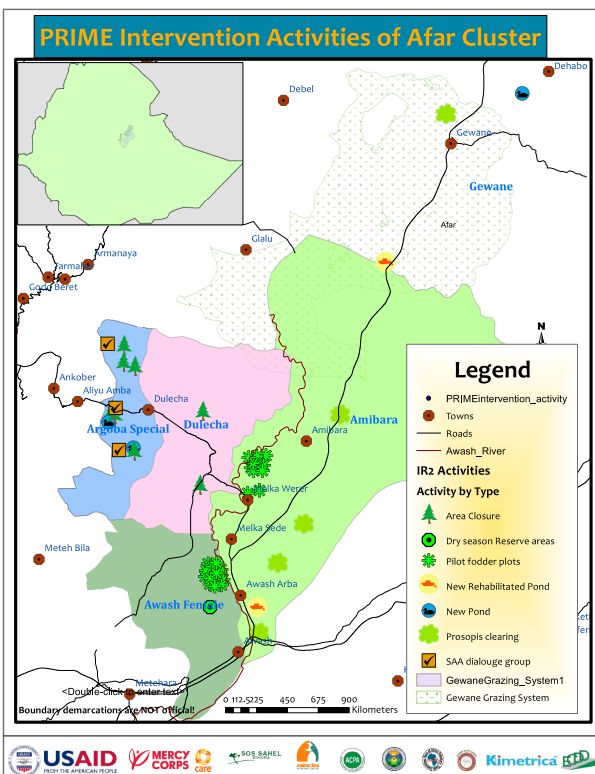 PRIME Intervention Activities of Afar Cluster
Dehabo
Debel
Gewane
Gewane
Afar
Glalu
Armanaya
Beret
N
Ankober
Aliyu Amba
Dulecha
Argoba Special
Dulecha
Amibara
Amibara
Melka Werer
Melka Sede
Meteh Bila
Awash Arba
Awash Fentale
Metehara
<Double-click to enter text>
Boundary demarcations are NOT official!
0 112.5225 450 675 900
Kilometers
Legend
PRIMEintervention_activity
Towns
Roads
Awash_River
IR2 Activities
Activity by Type
Area Closure
Dry season Reserve areas
Pilot fodder plots
New Rehabilitated Pond
New Pond
Prosopis clearing
SAA dialouge group
GewaneGrazing_System1
Gewane Grazing System
USAID
FROM THE AMERICAN PEOPLE
MERCY
CORPS
care
SOS SAHEL
ETHIOPIA
aisda
ACPA
Kimetrica